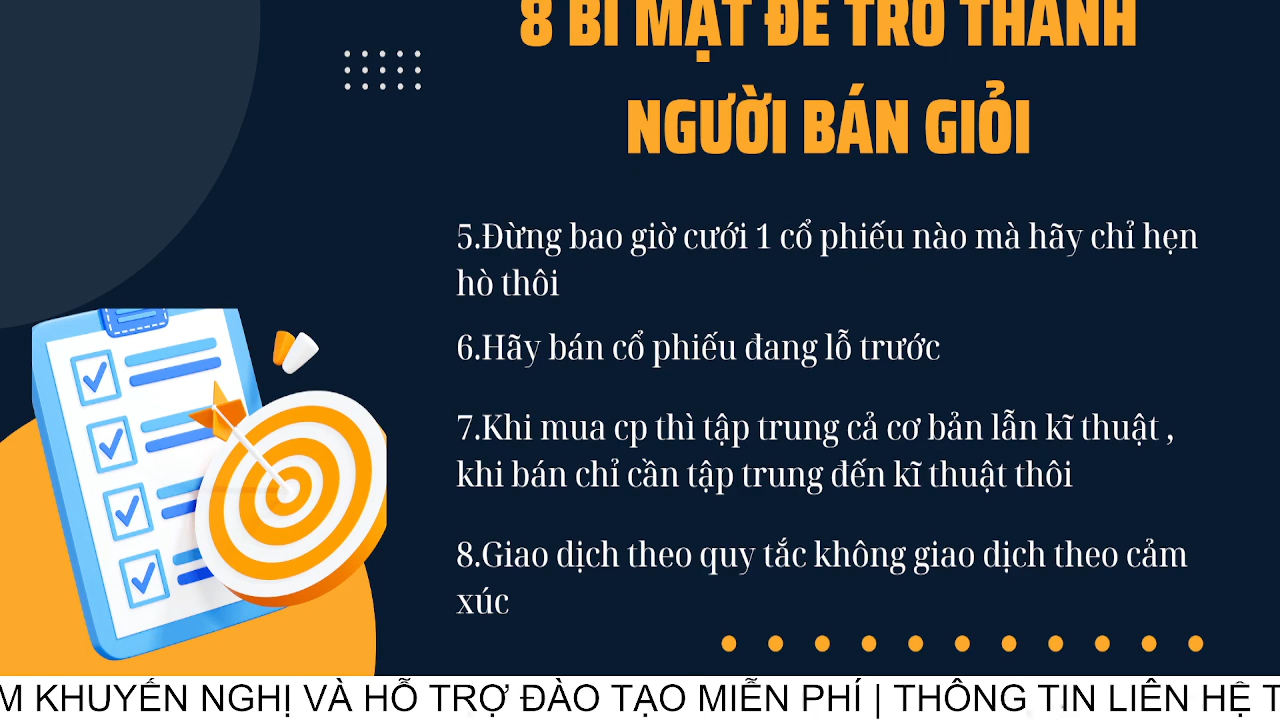 8 BÍ MẬT ĐỂ TRỞ THÀNH
NGƯỜI BÁN GIỎI
5.Đừng bao giờ cưới 1 cổ phiếu nào mà hãy chỉ hẹn
hò thôi
6.Hãy bán cổ phiếu đang lỗ trước
7.Khi mua cp thì tập trung cả cơ bản lẫn kĩ thuật ,
khi bán chỉ cần tập trung đến kĩ thuật thôi
8.Giao dịch theo quy tắc không giao dịch theo cảm
xúc
M KHUYẾN NGHỊ VÀ HỖ TRỢ ĐÀO TẠO MIỄN PHÍ | THÔNG TIN LIÊN HỆ T